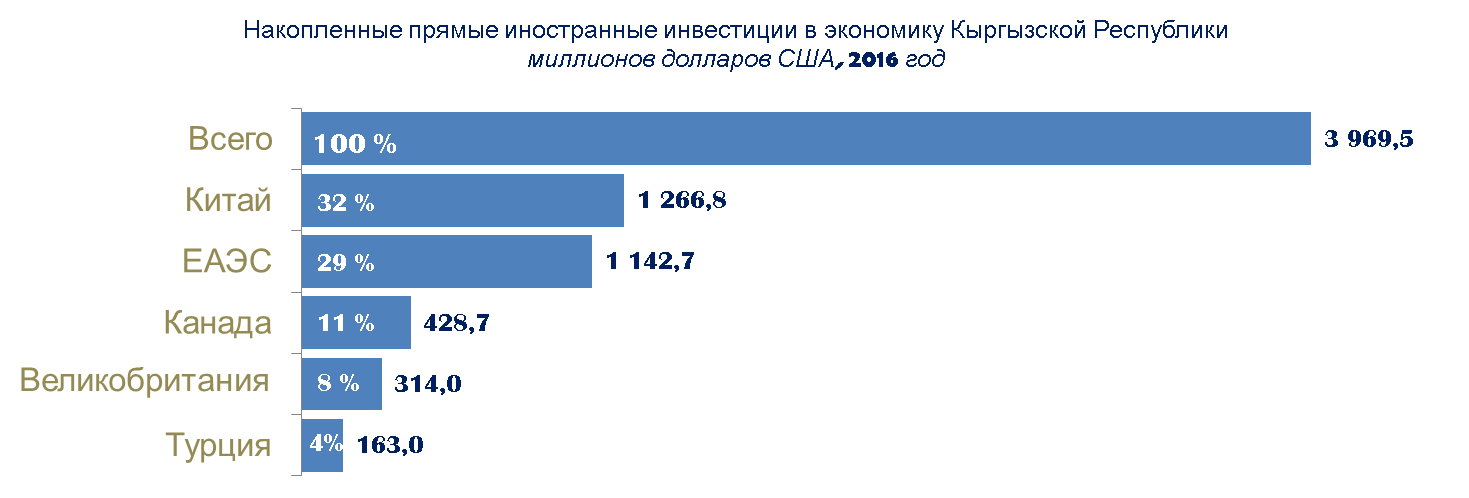 Накопленные прямые иностранные инвестиции в экономику Кыргызской Республики
миллионов долларов США, 2016 год
Всего 100 % 3 969,5
Китай 32 % 1 266,8
ЕАЭС 29 % 1 142,7
Канада 11 % 428,7
Великобритания 8 % 314,0
Турция 4% 163,0